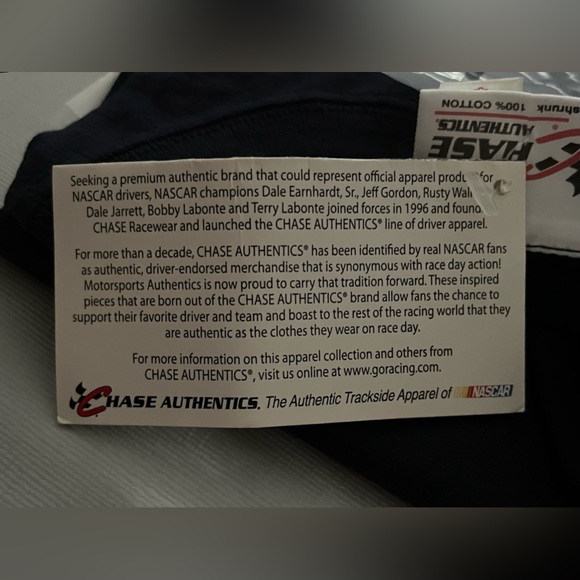 shrunk
100% COTTON
CHASE
AUTHENTICS®
Seeking a premium authentic brand that could represent official apparel for
NASCAR drivers, NASCAR champions Dale Earnhardt, Sr., Jeff Gordon, Rusty
Dale Jarrett, Bobby Labonte and Terry Labonte joined forces in 1996 and
CHASE Racewear and launched the CHASE AUTHENTICS® line of driver apparel.
For more than a decade, CHASE AUTHENTICS® has been identified by real NASCAR fans
as authentic, driver-endorsed merchandise that is synonymous with race day action!
Motorsports Authentics is now proud to carry that tradition forward. These inspired
pieces that are born out of the CHASE AUTHENTICS® brand allow fans the chance to
support their favorite driver and team and boast to the rest of the racing world that they
are authentic as the clothes they wear on race day.
For more information on this apparel collection and others from
CHASE AUTHENTICS®, visit us online at www.goracing.com.
CHASE AUTHENTICS. The Authentic Trackside Apparel of NASCAR